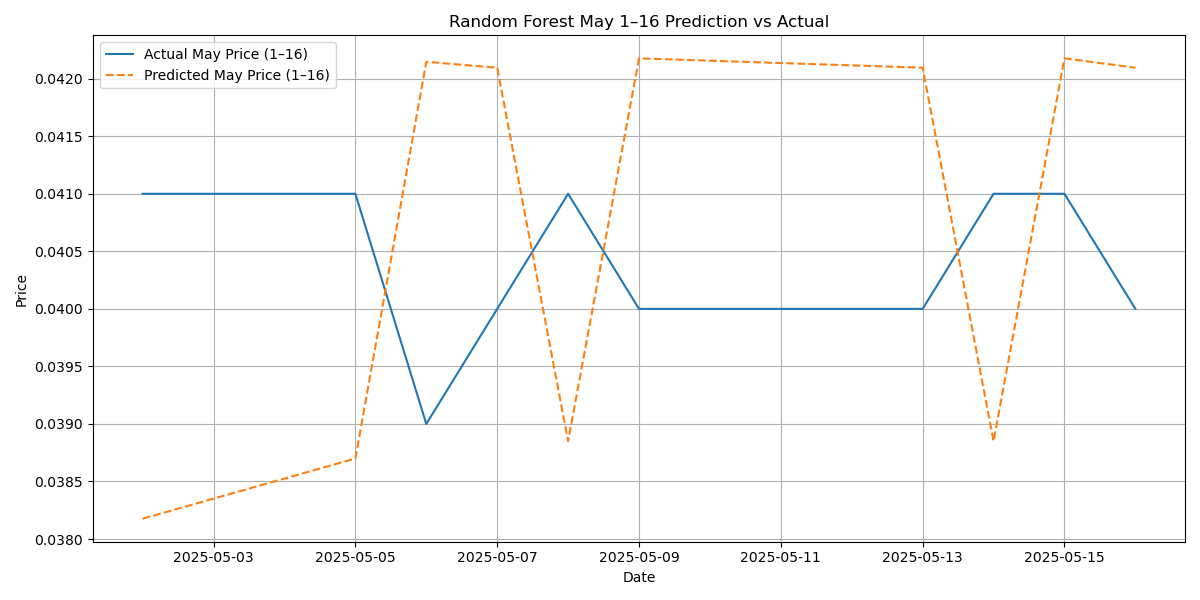 Random Forest May 1–16 Prediction vs Actual
Actual May Price (1–16)
Predicted May Price (1–16)
Price
0.0420
0.0415
0.0410
0.0405
0.0400
0.0395
0.0390
0.0385
0.0380
2025-05-03 2025-05-05 2025-05-07 2025-05-09 2025-05-11 2025-05-13 2025-05-15
Date